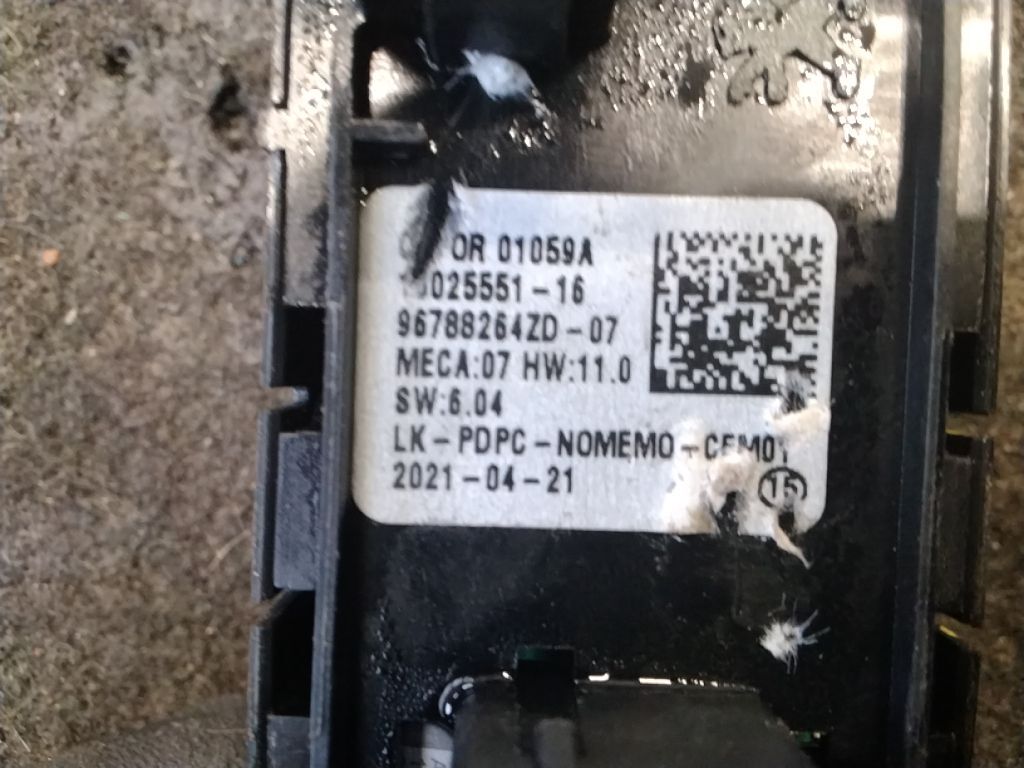 OR 01059A
025551-16
96788264ZD-07
MECA:07 HW:11.0
SW:6.04
LK-PDPC-NOMEMO-CEM01
2021-04-21
15